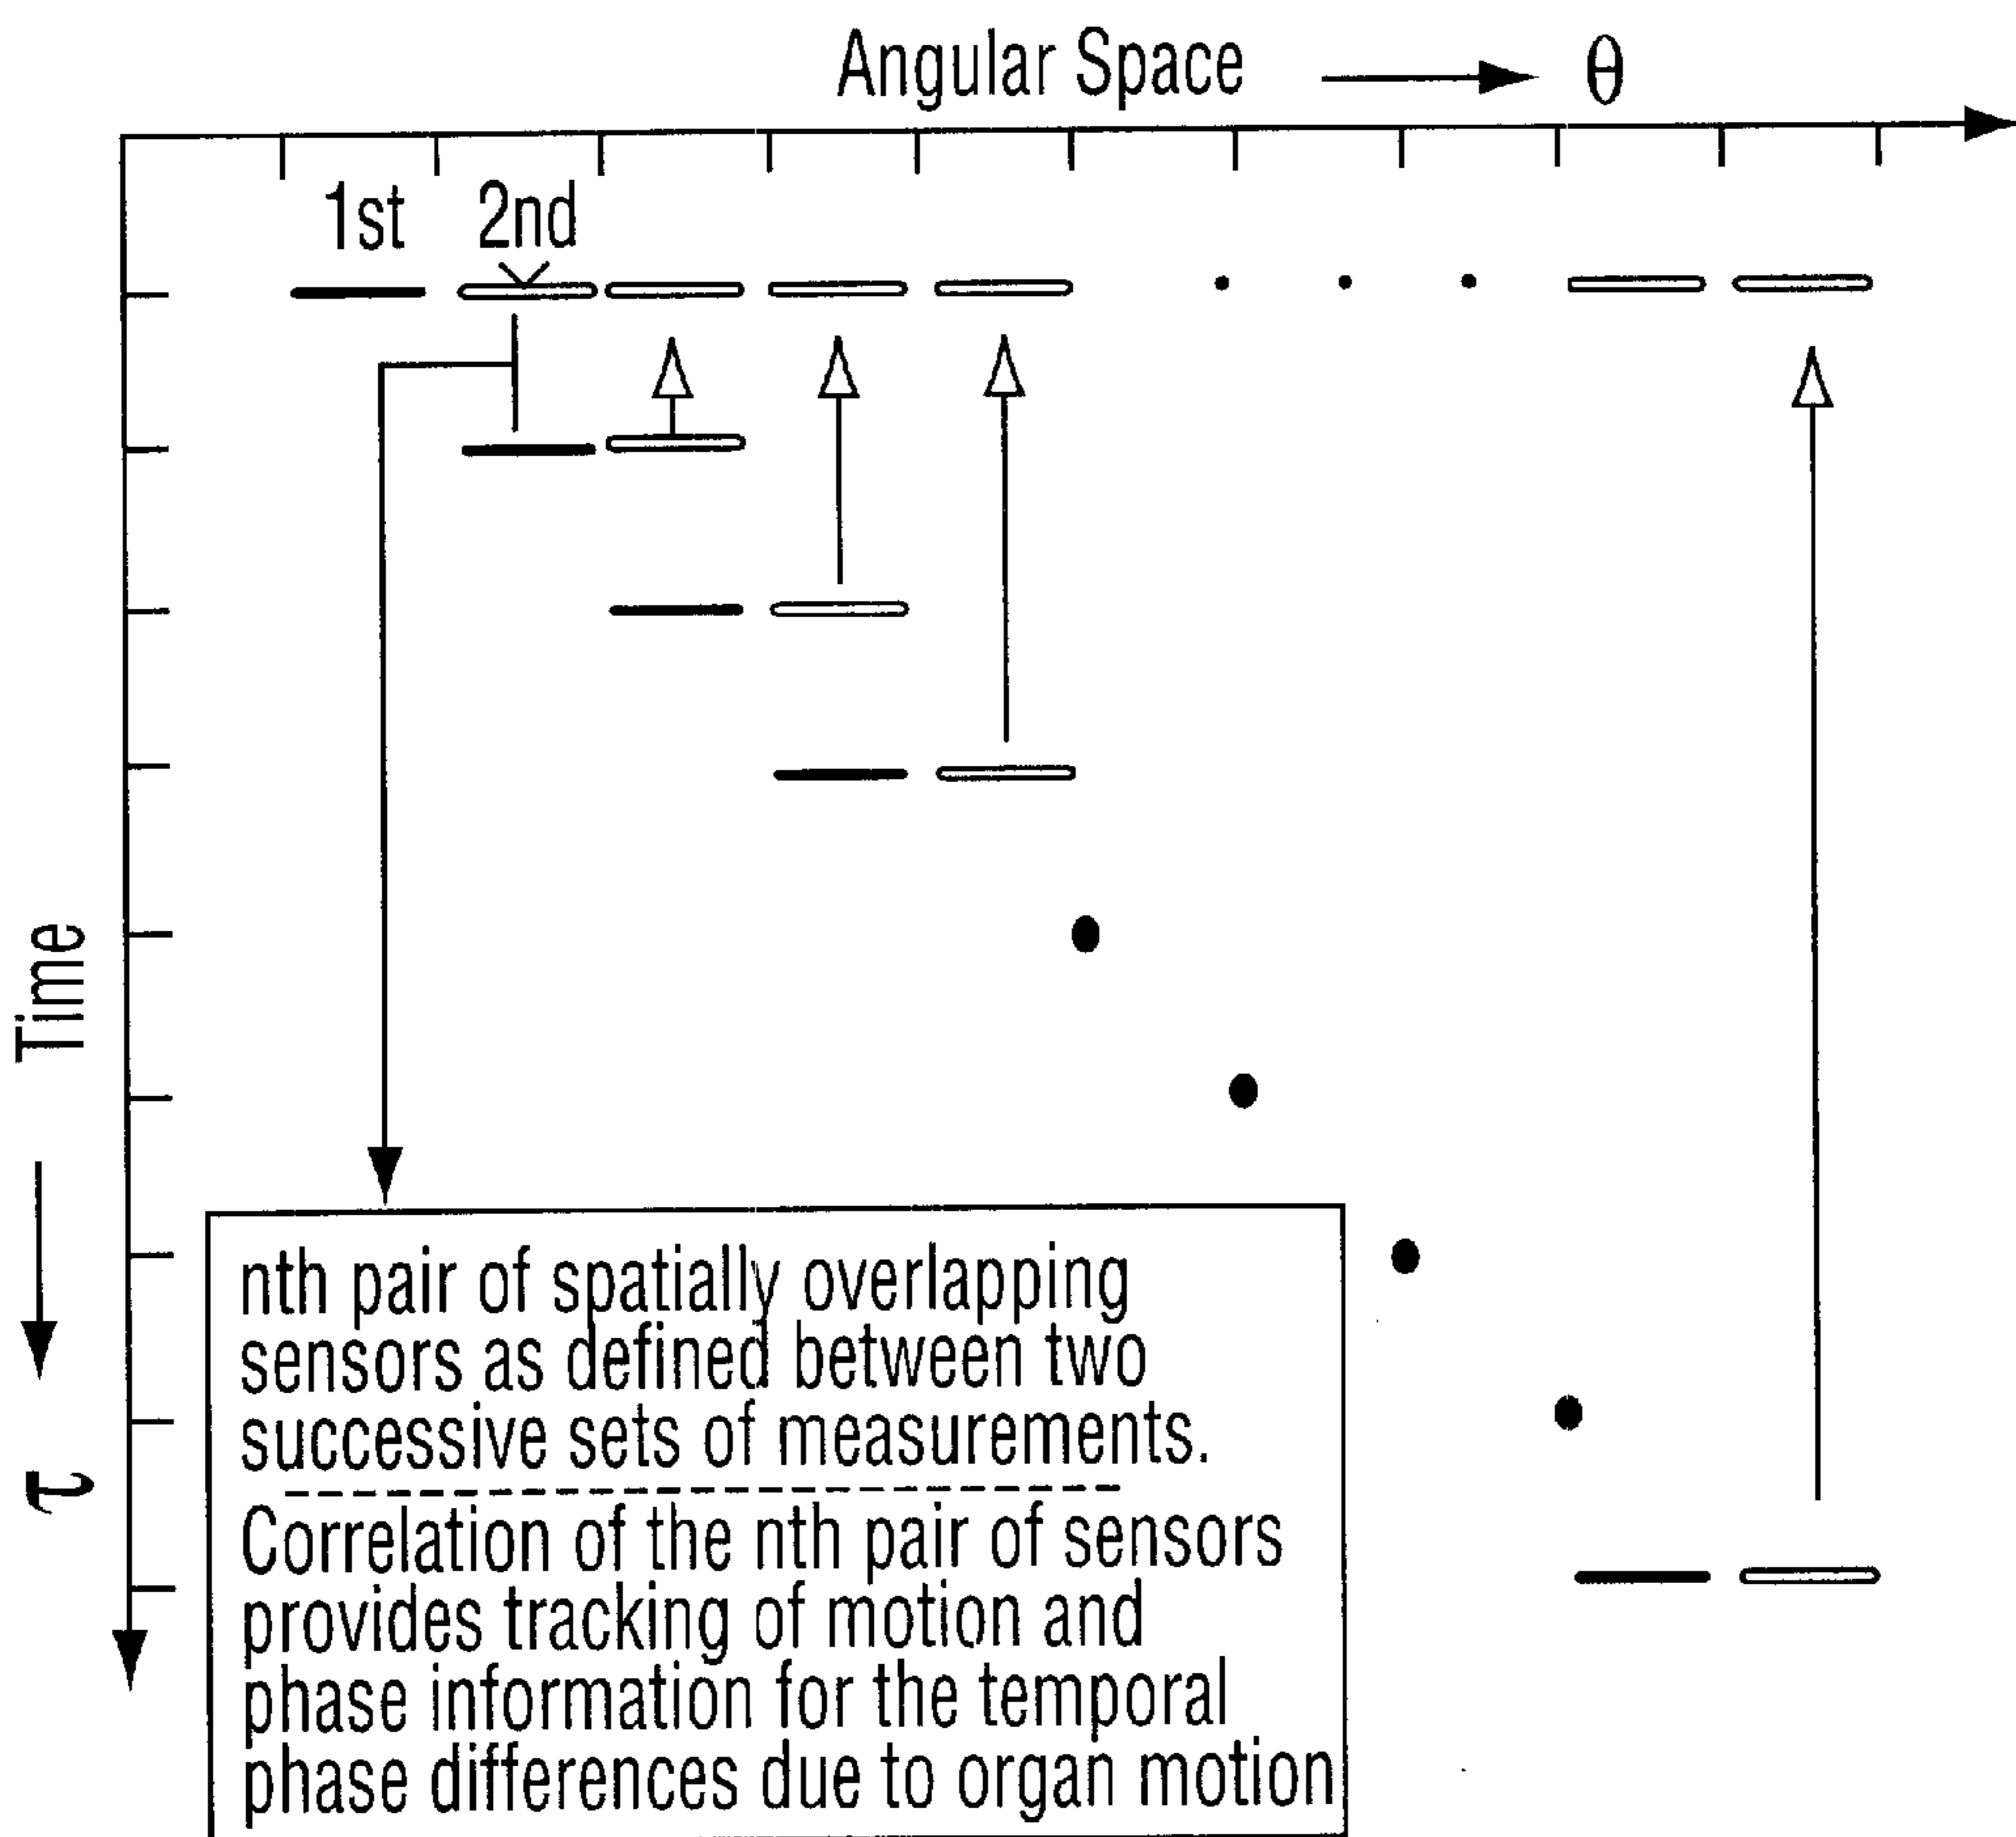 Angular Space θ
1st 2nd
Time
τ
nth pair of spatially overlapping
sensors as defined between two
successive sets of measurements.
Correlation of the nth pair of sensors
provides tracking of motion and
phase information for the temporal
phase differences due to organ motion